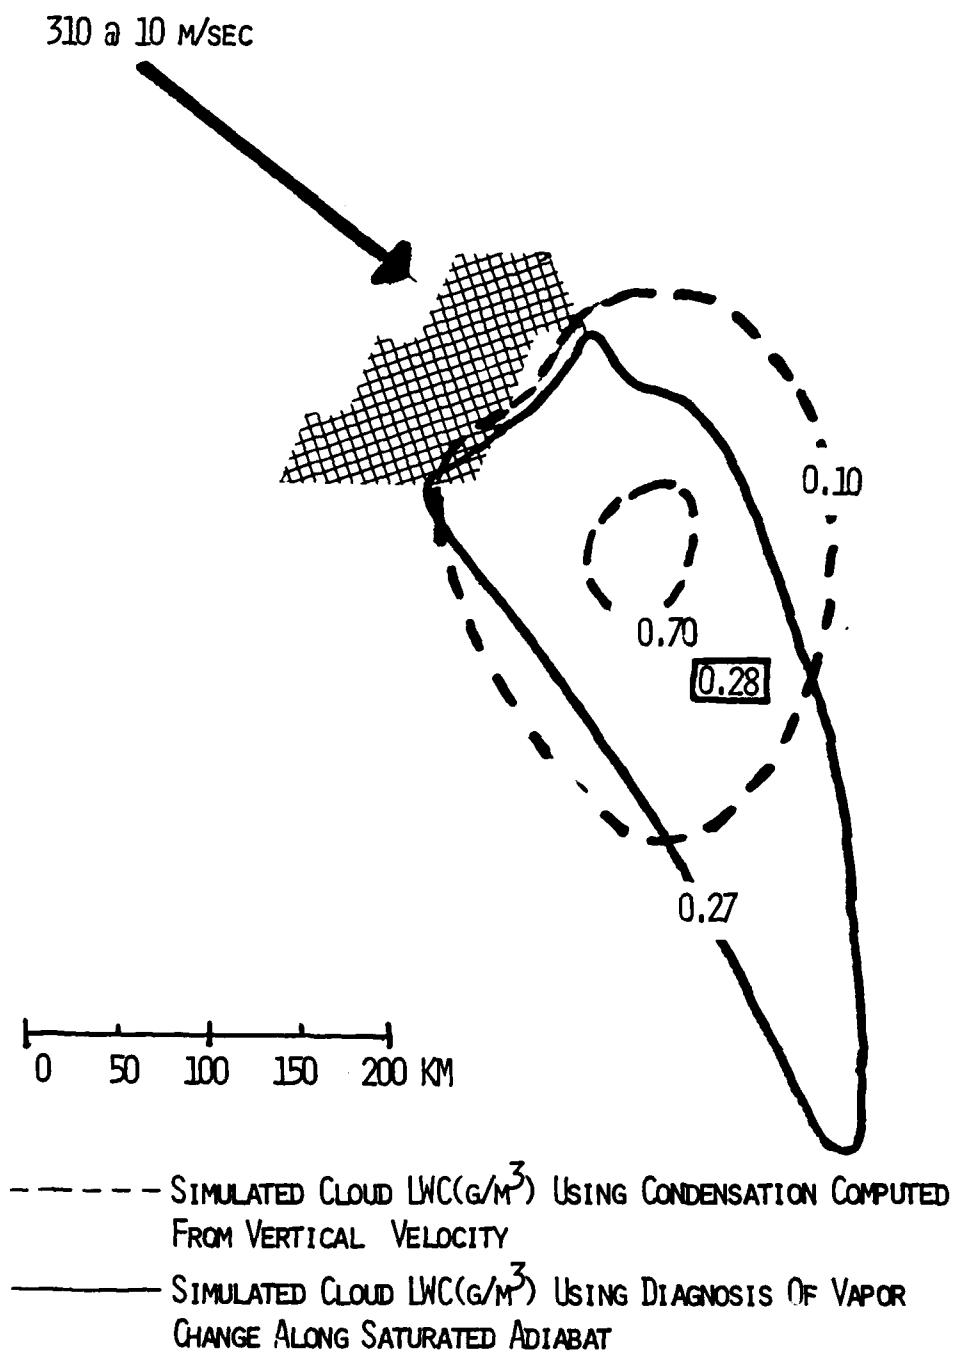 310 @ 10 M/SEC
0.10
0.70
0.28
0.27
0 50 100 150 200 KM
SIMULATED CLOUD LWC(G/M³) USING CONDENSATION COMPUTED
FROM VERTICAL VELOCITY
SIMULATED CLOUD LWC(G/M³) USING DIAGNOSIS OF VAPOR
CHANGE ALONG SATURATED ADIABAT